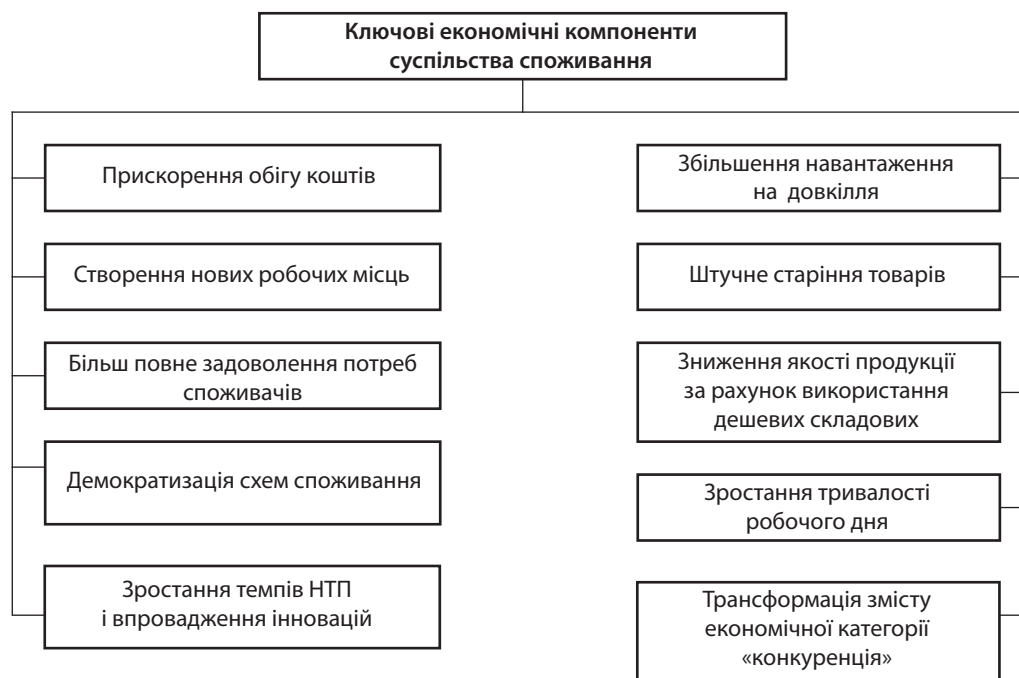 Ключові економічні компоненти
суспільства споживання
Прискорення обігу коштів
Створення нових робочих місць
Більш повне задоволення потреб
споживачів
Демократизація схем споживання
Зростання темпів НТП
і впровадження інновацій
Збільшення навантаження
на довкілля
Штучне старіння товарів
Зниження якості продукції
за рахунок використання
дешевих складових
Зростання тривалості
робочого дня
Трансформація змісту
економічної категорії
«конкуренція»